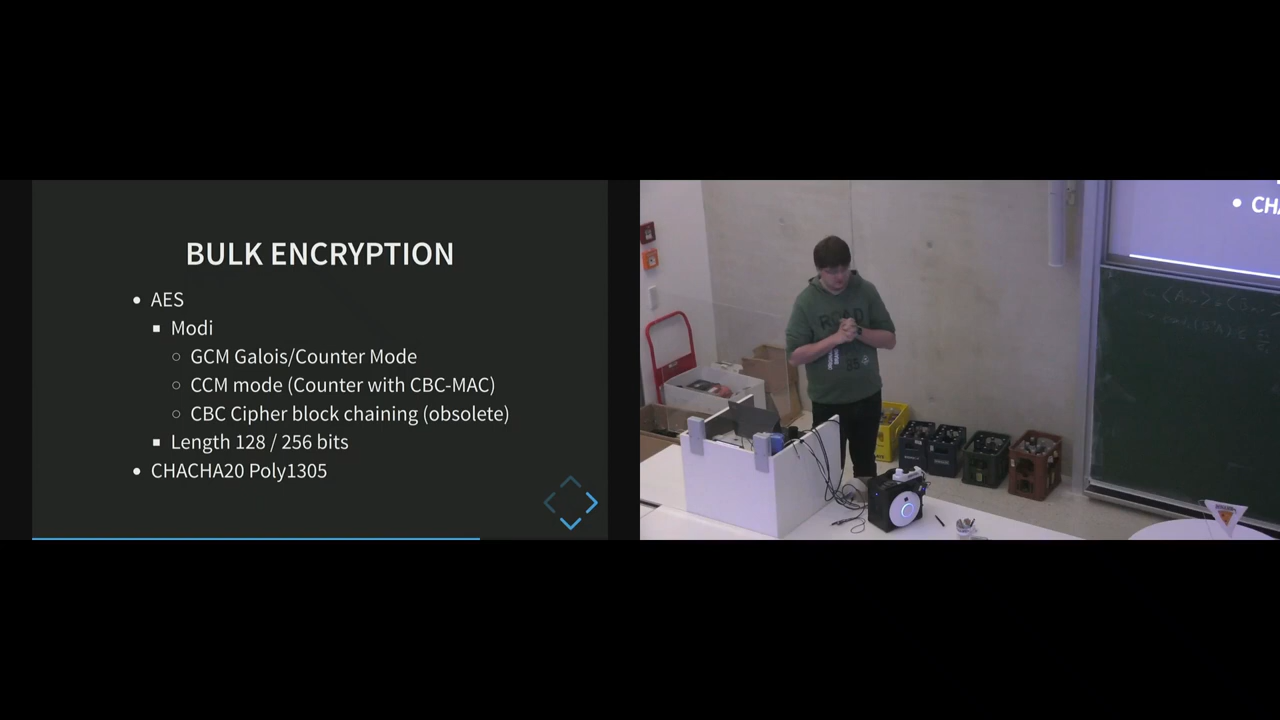 BULK ENCRYPTION
AES
Modi
GCM Galois/Counter Mode
CCM mode (Counter with CBC-MAC)
CBC Cipher block chaining (obsolete)
Length 128 / 256 bits
CHACHA20 Poly1305
ROAD